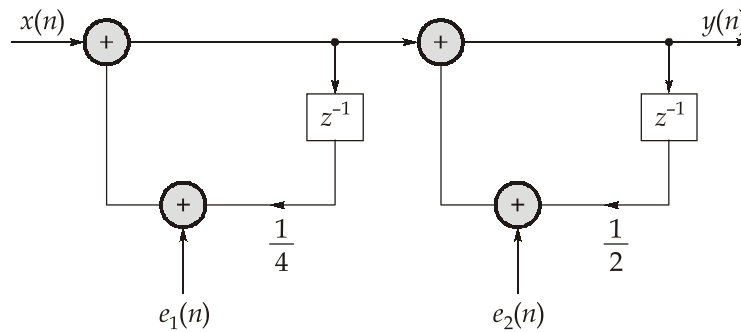 x(n) + + y(n)
z⁻¹ z⁻¹
+ 1/4 + 1/2
e₁(n) e₂(n)